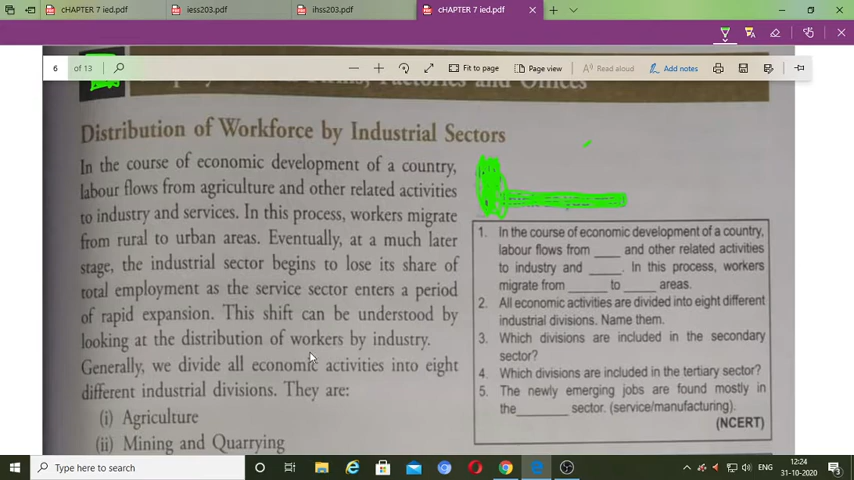 cHAPTER 7 ied.pdf
iess203.pdf
ihss203.pdf
cHAPTER 7 ied.pdf
6 of 13
Fit to page
Page view
Read aloud
Add notes
Factories and Offices
Distribution of Workforce by Industrial Sectors
In the course of economic development of a country,
labour flows from agriculture and other related activities
to industry and services. In this process, workers migrate
from rural to urban areas. Eventually, at a much later
stage, the industrial sector begins to lose its share of
total employment as the service sector enters a period
of rapid expansion. This shift can be understood by
looking at the distribution of workers by industry.
Generally, we divide all economic activities into eight
different industrial divisions. They are:
(i) Agriculture
(ii) Mining and Quarrying
1. In the course of economic development of a country,
labour flows from ____ and other related activities
to industry and _____. In this process, workers
migrate from ______ to _____ areas.
2. All economic activities are divided into eight different
industrial divisions. Name them.
3. Which divisions are included in the secondary
sector?
4. Which divisions are included in the tertiary sector?
5. The newly emerging jobs are found mostly in
the________ sector. (service/manufacturing).
(NCERT)
Type here to search
ENG
12:24
31-10-2020